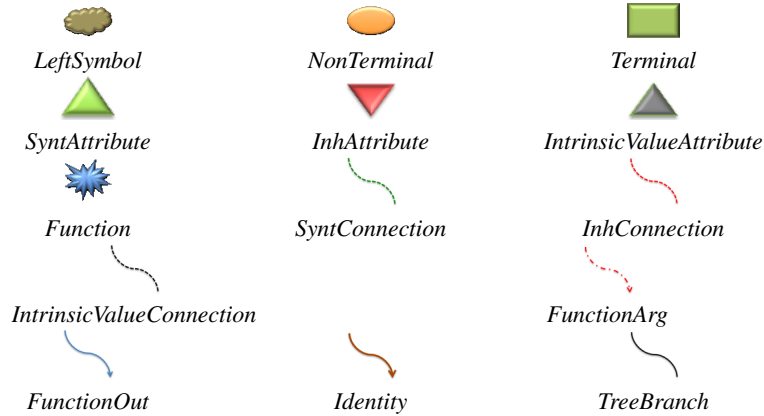 LeftSymbol NonTerminal Terminal
SyntAttribute InhAttribute IntrinsicValueAttribute
Function SyntConnection InhConnection
IntrinsicValueConnection FunctionArg
FunctionOut Identity TreeBranch